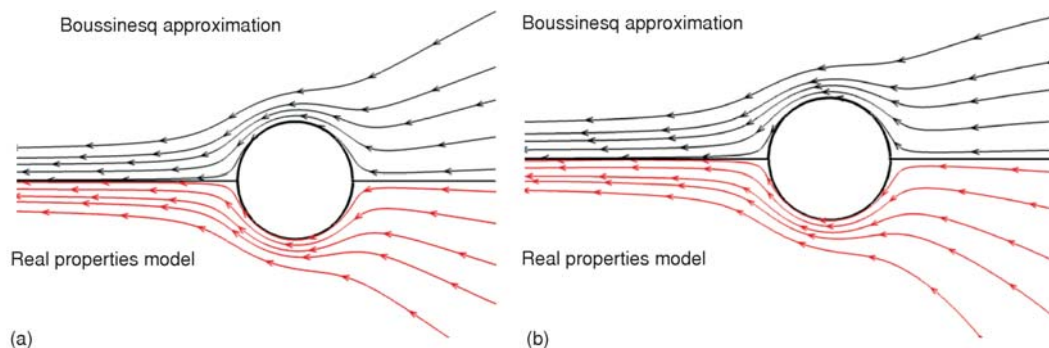 Boussinesq approximation
Real properties model
(a)
Boussinesq approximation
Real properties model
(b)